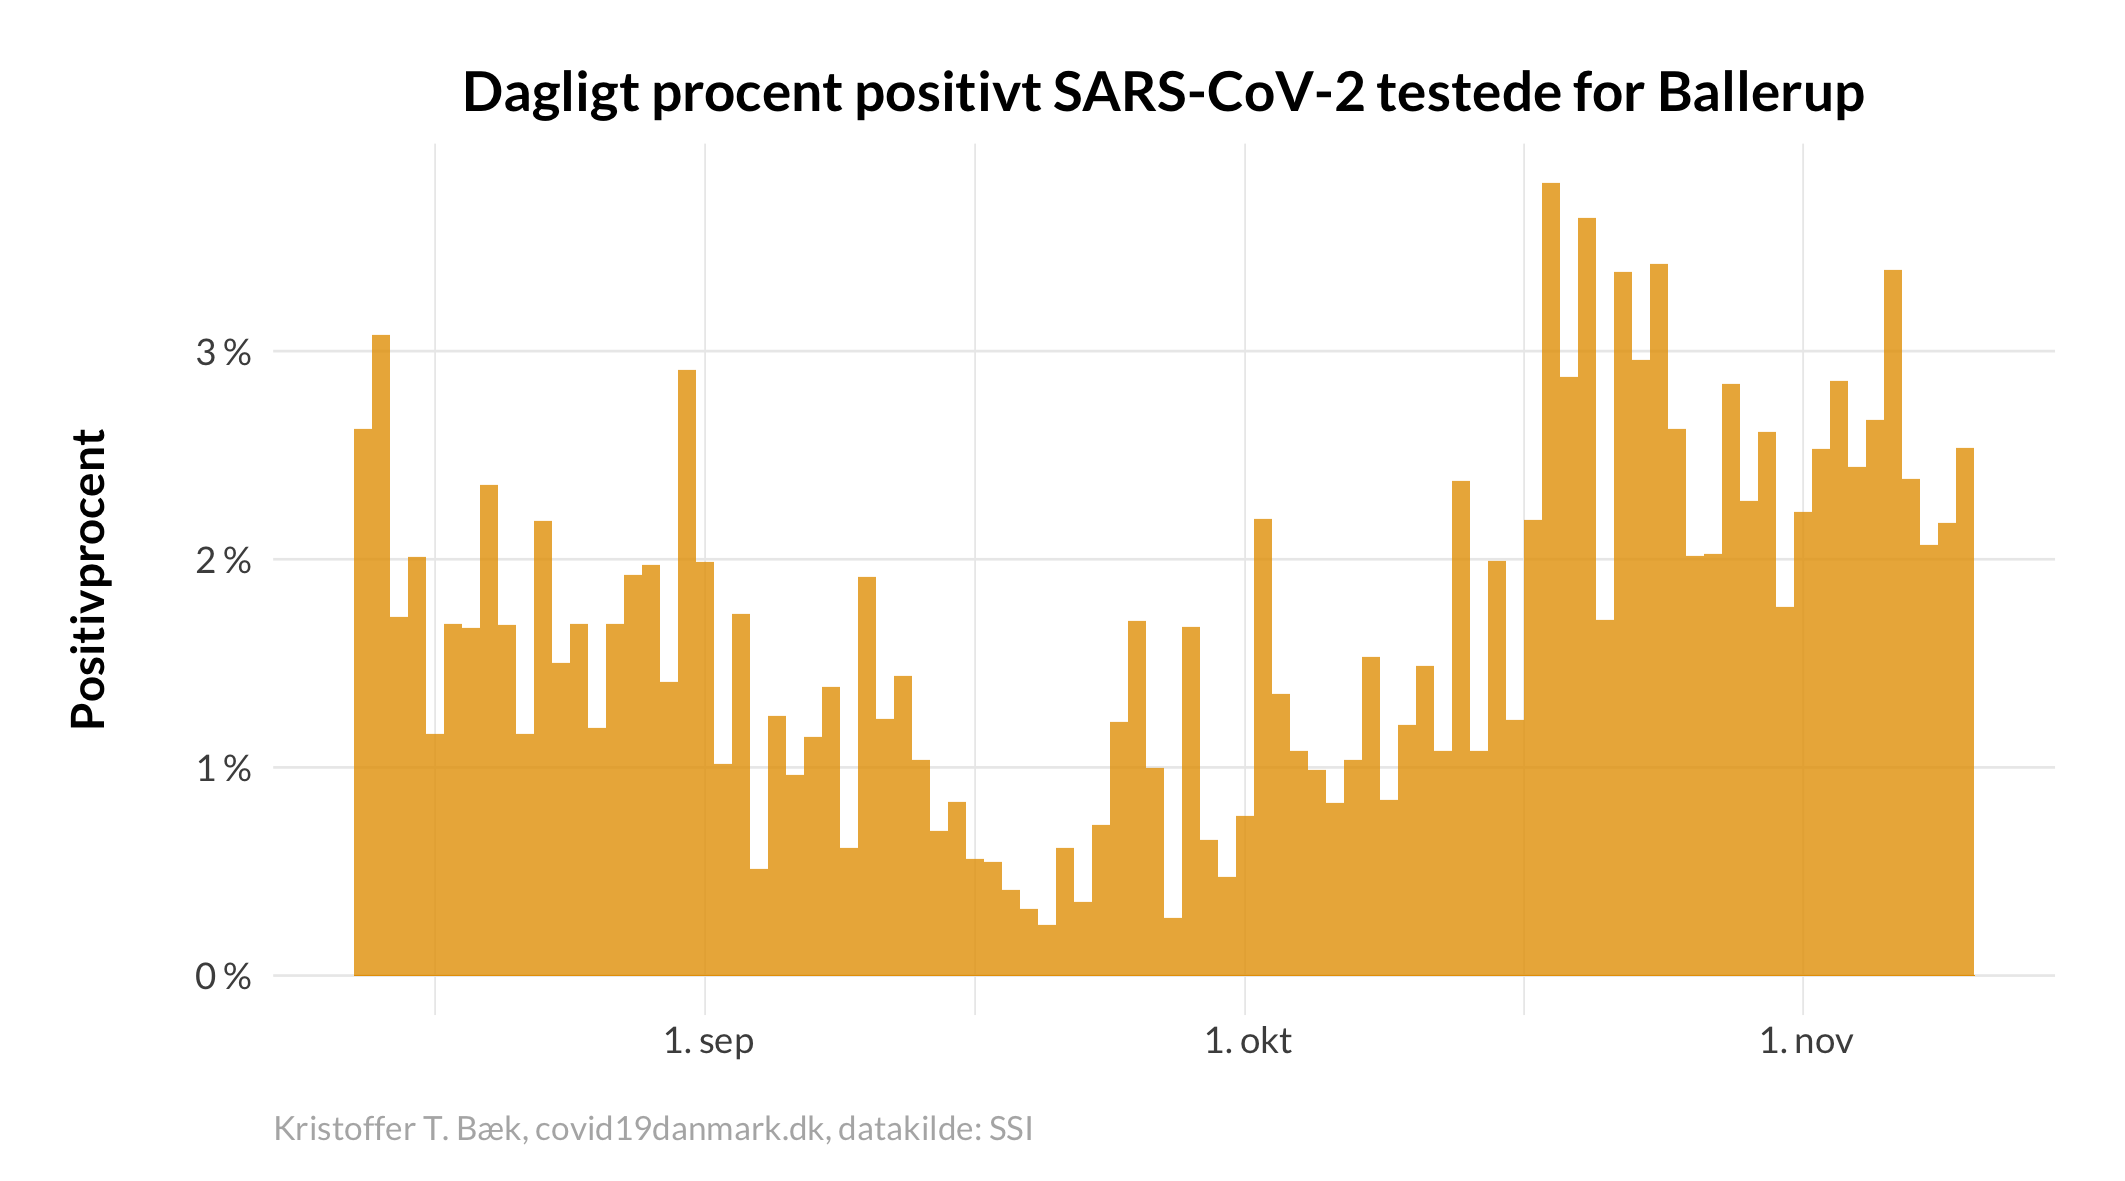 Dagligt procent positivt SARS-CoV-2 testede for Ballerup
Positivprocent
3 %
2 %
1 %
0 %
1. sep
1. okt
1. nov
Kristoffer T. Bæk, covid19danmark.dk, datakilde: SSI